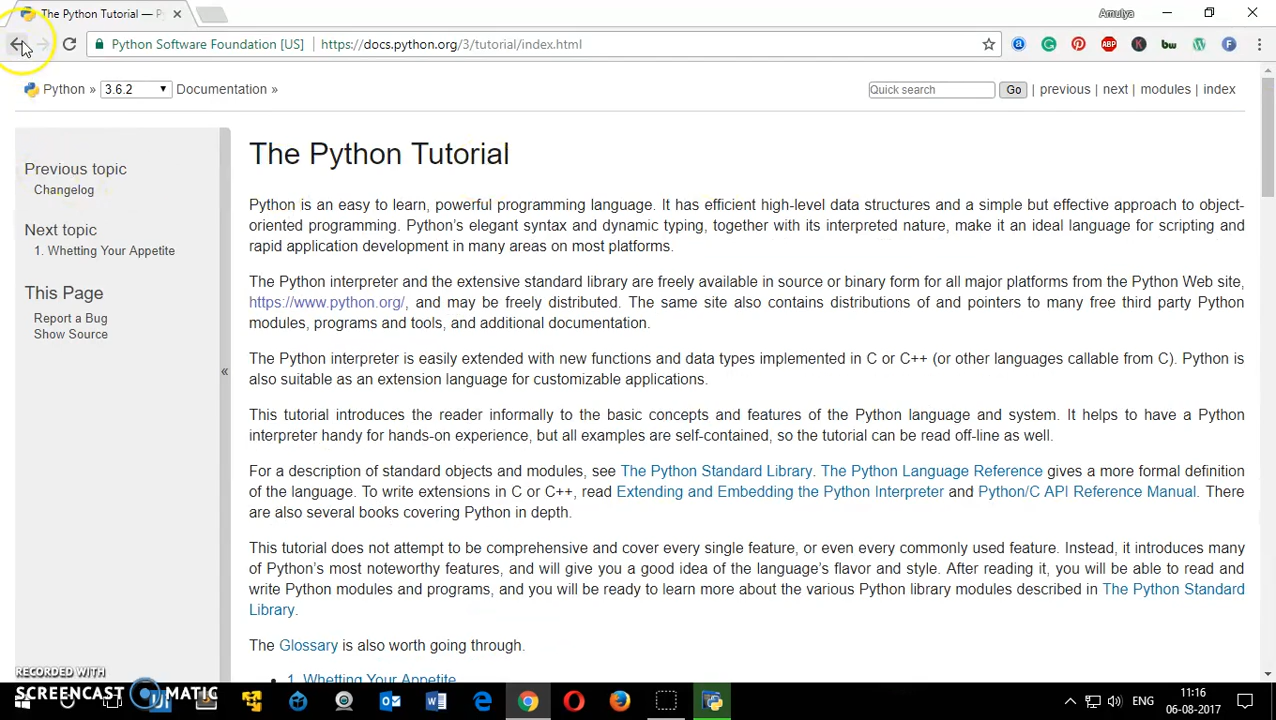 The Python Tutorial — P
Amulya
Python Software Foundation [US] https://docs.python.org/3/tutorial/index.html
Python » 3.6.2 Documentation » Quick search Go | previous | next | modules | index
Previous topic
Changelog
Next topic
1. Whetting Your Appetite
This Page
Report a Bug
Show Source
«
The Python Tutorial
Python is an easy to learn, powerful programming language. It has efficient high-level data structures and a simple but effective approach to object-
oriented programming. Python's elegant syntax and dynamic typing, together with its interpreted nature, make it an ideal language for scripting and
rapid application development in many areas on most platforms.
The Python interpreter and the extensive standard library are freely available in source or binary form for all major platforms from the Python Web site,
https://www.python.org/, and may be freely distributed. The same site also contains distributions of and pointers to many free third party Python
modules, programs and tools, and additional documentation.
The Python interpreter is easily extended with new functions and data types implemented in C or C++ (or other languages callable from C). Python is
also suitable as an extension language for customizable applications.
This tutorial introduces the reader informally to the basic concepts and features of the Python language and system. It helps to have a Python
interpreter handy for hands-on experience, but all examples are self-contained, so the tutorial can be read off-line as well.
For a description of standard objects and modules, see The Python Standard Library. The Python Language Reference gives a more formal definition
of the language. To write extensions in C or C++, read Extending and Embedding the Python Interpreter and Python/C API Reference Manual. There
are also several books covering Python in depth.
This tutorial does not attempt to be comprehensive and cover every single feature, or even every commonly used feature. Instead, it introduces many
of Python's most noteworthy features, and will give you a good idea of the language's flavor and style. After reading it, you will be able to read and
write Python modules and programs, and you will be ready to learn more about the various Python library modules described in The Python Standard
Library.
The Glossary is also worth going through.
1. Whetting Your Appetite
RECORDED WITH
SCREENCAST MATIC
ENG
11:16
06-08-2017